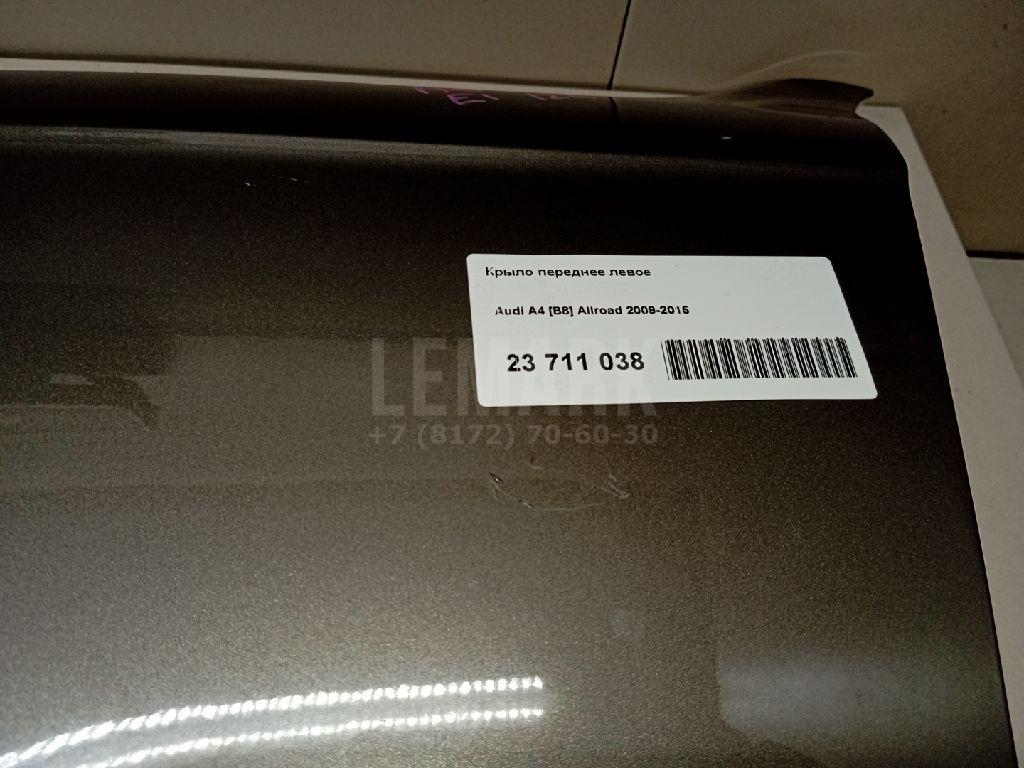 Крыло переднее левое
Audi A4 [B8] Allroad 2008-2015
23 711 038
LEMARK
+7 (8172) 70-60-30